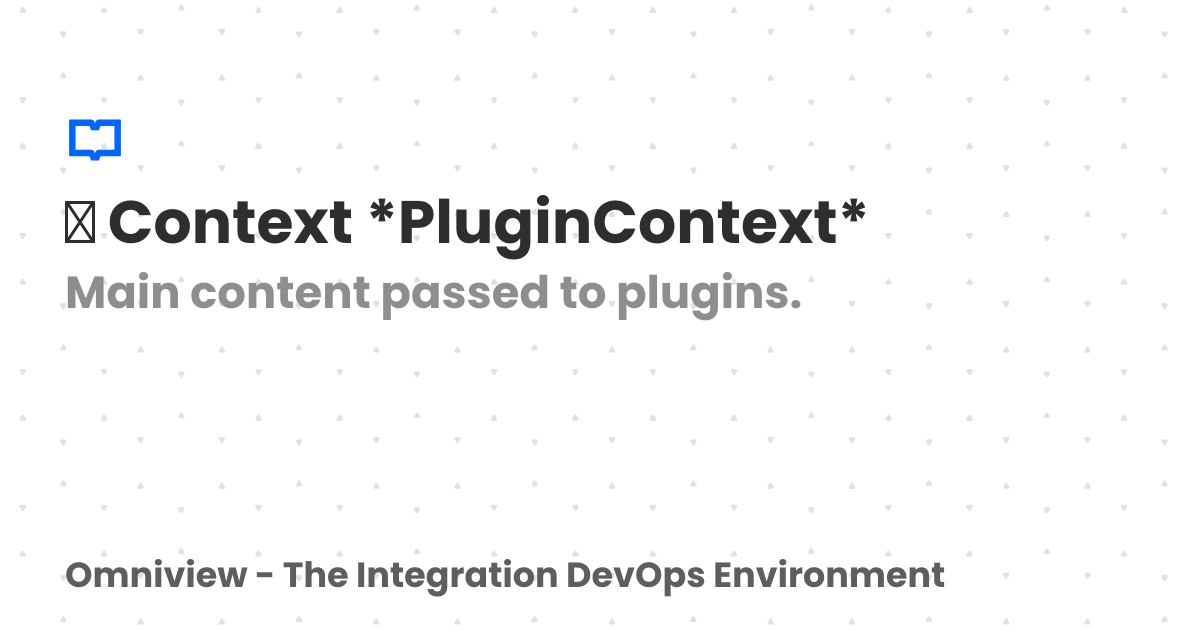 Context *PluginContext*
Main content passed to plugins.
Omniview - The Integration DevOps Environment